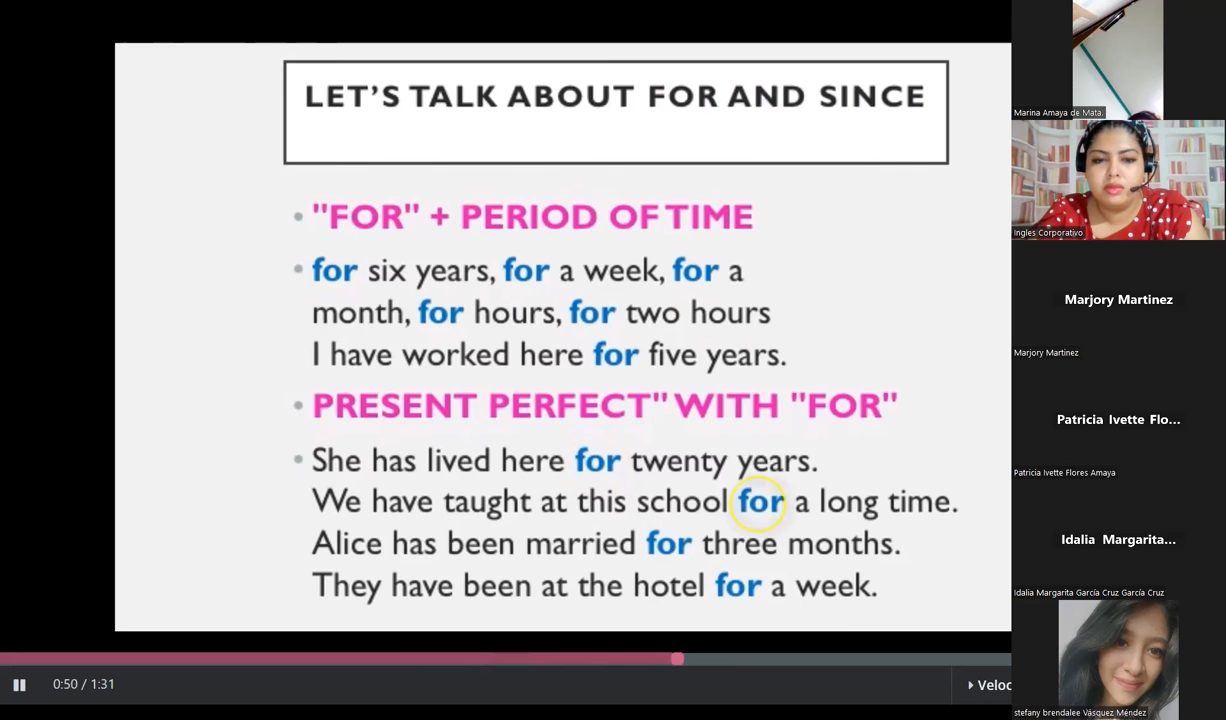 LET'S TALK ABOUT FOR AND SINCE
• "FOR" + PERIOD OF TIME
• for six years, for a week, for a
month, for hours, for two hours
I have worked here for five years.
• PRESENT PERFECT" WITH "FOR"
• She has lived here for twenty years.
We have taught at this school for a long time.
Alice has been married for three months.
They have been at the hotel for a week.
0:50 / 1:31
Veloc
Marina Amaya de Mata.
Ingles Corporativo
Marjory Martinez
Marjory Martinez
Patricia Ivette Flo...
Patricia Ivette Flores Amaya
Idalia Margarita...
Idalia Margarita García Cruz García Cruz
stefany brendalee Vásquez Méndez